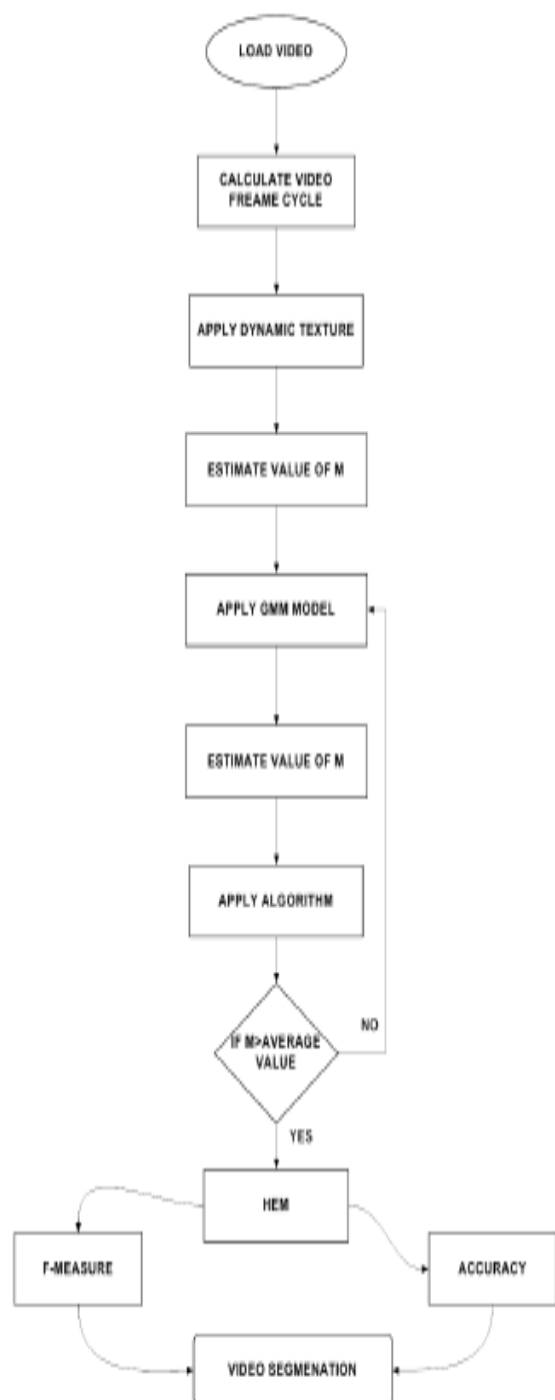 LOAD VIDEO
CALCULATE VIDEO
FREAME CYCLE
APPLY DYNAMIC TEXTURE
ESTIMATE VALUE OF M
APPLY GMM MODEL
ESTIMATE VALUE OF M
APPLY ALGORITHM
IF M>AVERAGE
VALUE
NO
YES
HEM
F-MEASURE
ACCURACY
VIDEO SEGMENATION